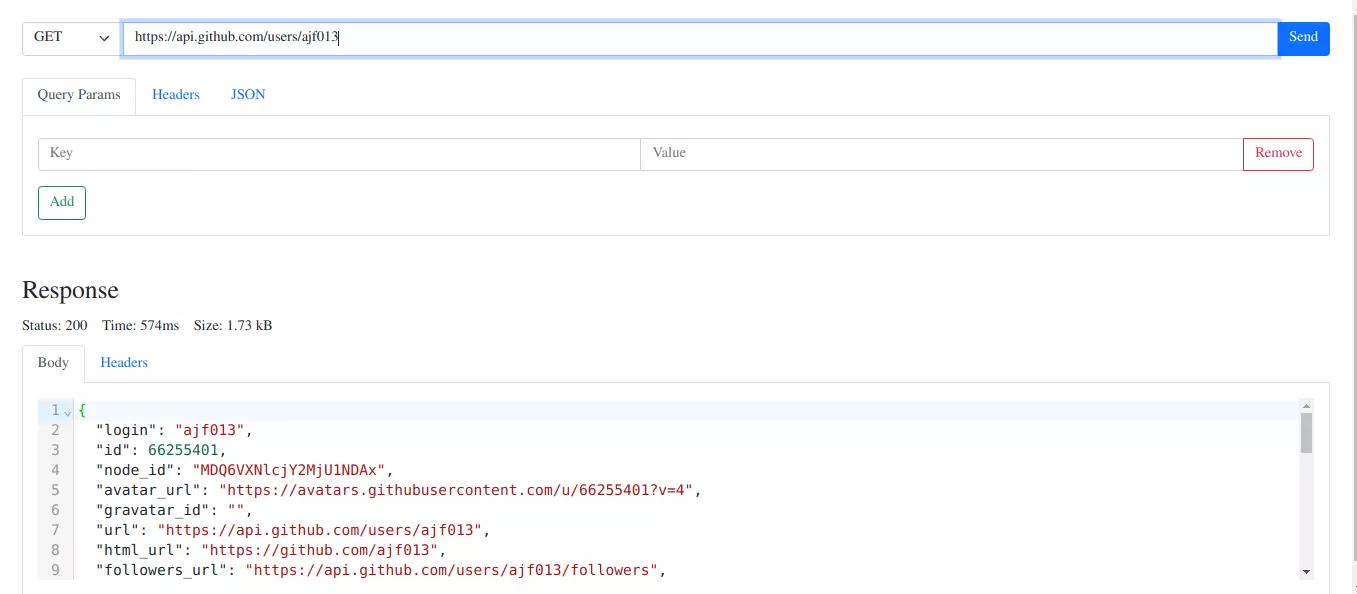 GET https://api.github.com/users/ajf013 Send
Query Params Headers JSON
Key Value Remove
Add
Response
Status: 200 Time: 574ms Size: 1.73 kB
Body Headers
1 {
2 "login": "ajf013",
3 "id": 66255401,
4 "node_id": "MDQ6VXNlcjY2MjU1NDAx",
5 "avatar_url": "https://avatars.githubusercontent.com/u/66255401?v=4",
6 "gravatar_id": "",
7 "url": "https://api.github.com/users/ajf013",
8 "html_url": "https://github.com/ajf013",
9 "followers_url": "https://api.github.com/users/ajf013/followers",